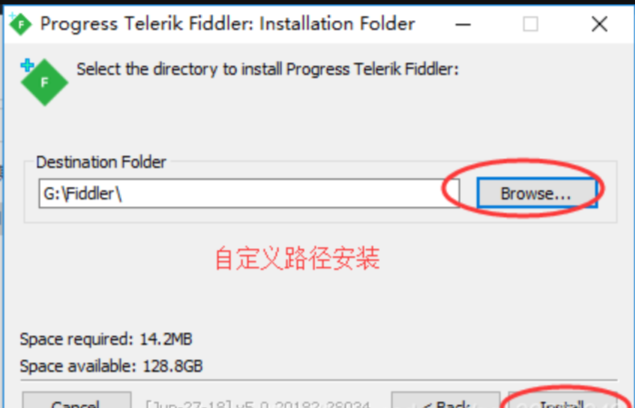 Progress Telerik Fiddler: Installation Folder
F
Select the directory to install Progress Telerik Fiddler:
Destination Folder
G:\Fiddler\
Browse...
自定义路径安装
Space required: 14.2MB
Space available: 128.8GB
Cancel
[Jun-27-18] v5.0.20182.28034
< Back
Install